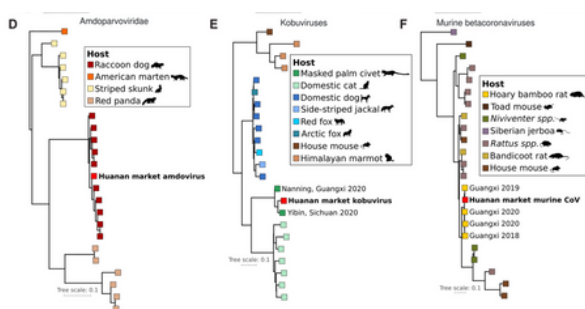 D
Amdoparvoviridae
Host
Raccoon dog
American marten
Striped skunk
Red panda
Huanan market amdovirus
Tree scale: 0.1
E
Kobuviruses
Host
Masked palm civet
Domestic cat
Domestic dog
Side-striped jackal
Red fox
Arctic fox
House mouse
Himalayan marmot
Nanning, Guangxi 2020
Huanan market kobuvirus
Yibin, Sichuan 2020
Tree scale: 0.1
F
Murine betacoronaviruses
Host
Hoary bamboo rat
Toad mouse
Niviventer spp.
Siberian jerboa
Rattus spp.
Bandicoot rat
House mouse
Guangxi 2019
Huanan market murine CoV
Guangxi 2020
Guangxi 2020
Guangxi 2018
Tree scale: 0.1